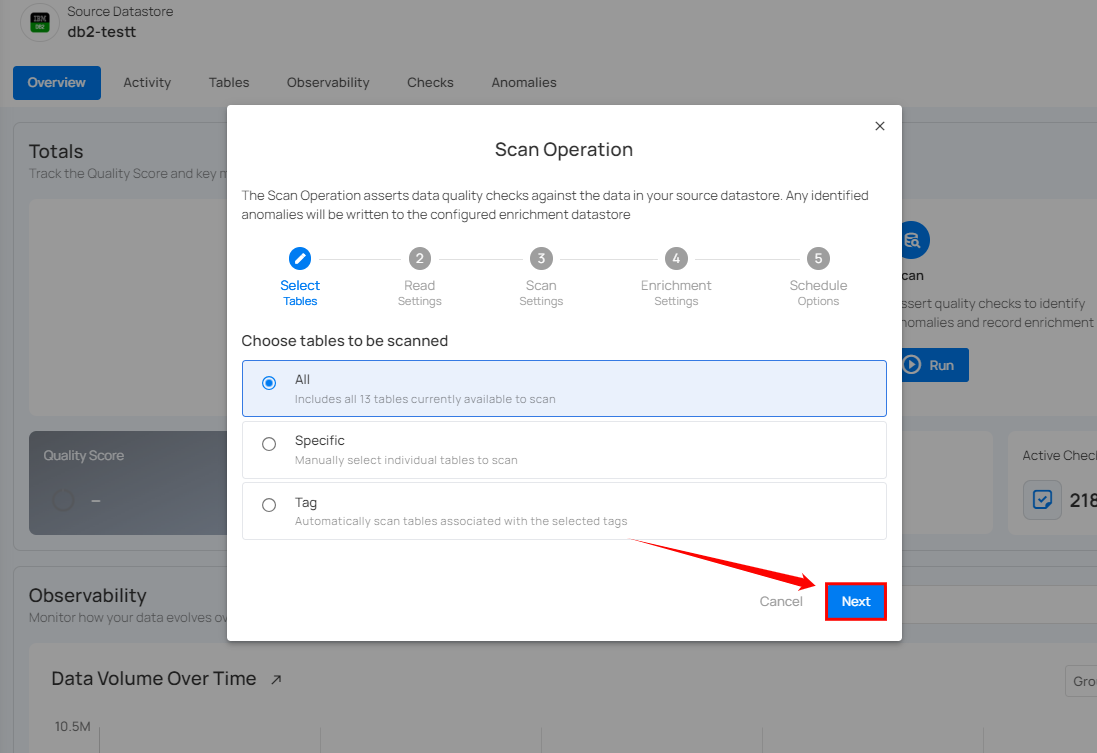 Source Datastore
IBM
DB2
db2-testt
Overview
Activity
Tables
Observability
Checks
Anomalies
Totals
Track the Quality Score and key m
Scan Operation
The Scan Operation asserts data quality checks against the data in your source datastore. Any identified
anomalies will be written to the configured enrichment datastore
2
3
4
5
Select
Tables
Read
Settings
Scan
Settings
Enrichment
Settings
Schedule
Options
Choose tables to be scanned
All
Includes all 13 tables currently available to scan
Specific
Manually select individual tables to scan
Tag
Automatically scan tables associated with the selected tags
Cancel
Next
can
ssert quality checks to identify
nomalies and record enrichment
Run
Quality Score
–
Active Chec
218
Observability
Monitor how your data evolves ov
Data Volume Over Time
Gro
10.5M